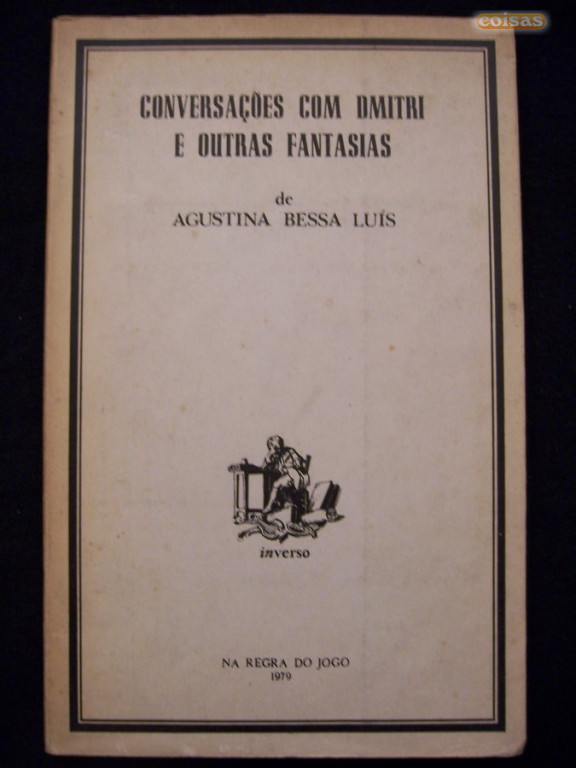 coisas
CONVERSAÇÕES COM DMITRI
E OUTRAS FANTASIAS
de
AGUSTINA BESSA LUÍS
inverso
NA REGRA DO JOGO
1979